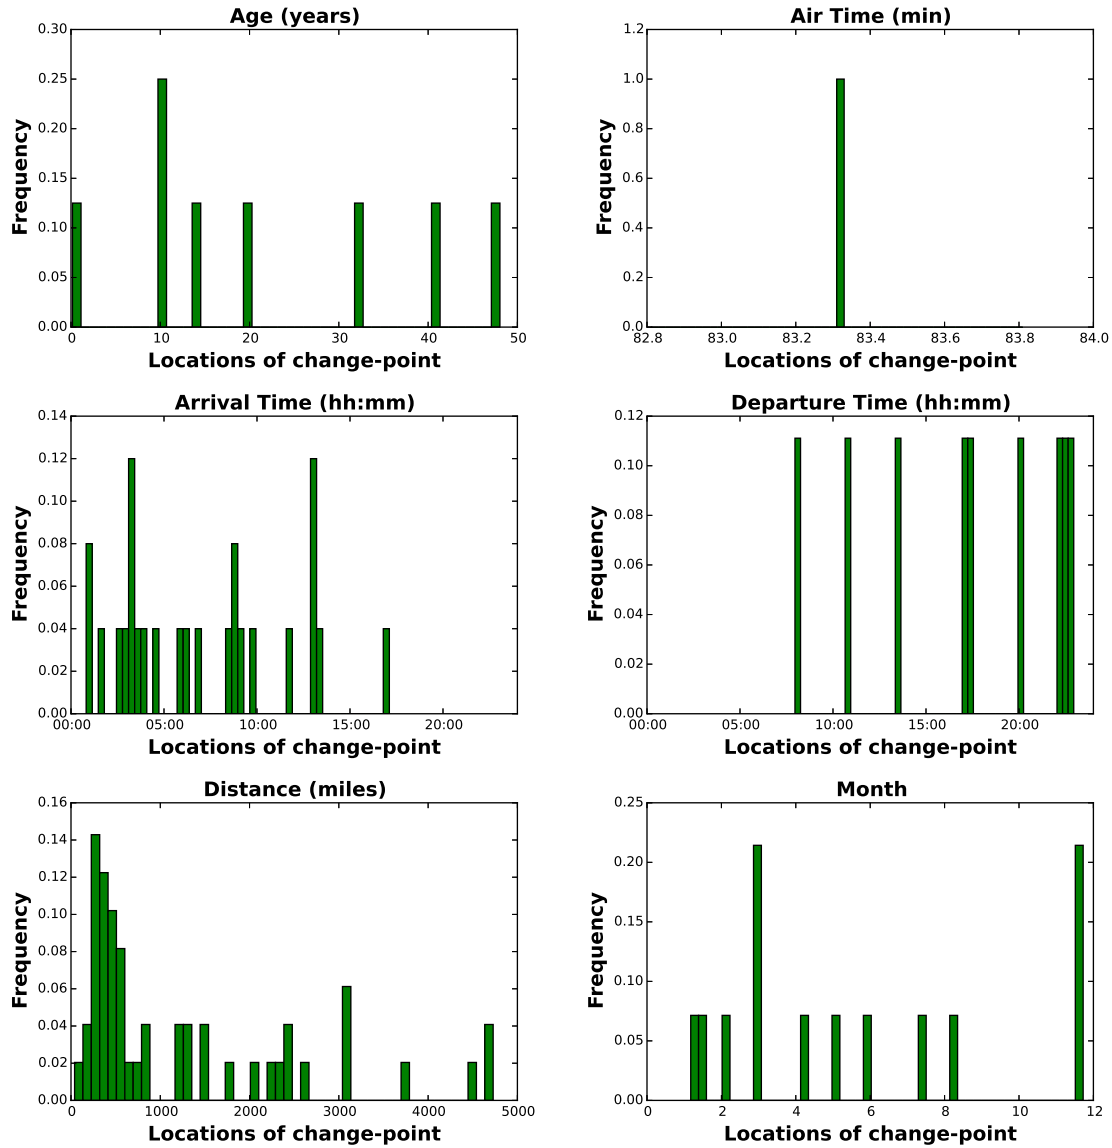 Age (years)
0.30
0.25
0.20
0.15
0.10
0.05
0.00
Frequency
0 10 20 30 40 50
Locations of change-point
Air Time (min)
1.2
1.0
0.8
0.6
0.4
0.2
0.0
Frequency
82.8 83.0 83.2 83.4 83.6 83.8 84.0
Locations of change-point
Arrival Time (hh:mm)
0.14
0.12
0.10
0.08
0.06
0.04
0.02
0.00
Frequency
00:00 05:00 10:00 15:00 20:00
Locations of change-point
Departure Time (hh:mm)
0.12
0.10
0.08
0.06
0.04
0.02
0.00
Frequency
00:00 05:00 10:00 15:00 20:00
Locations of change-point
Distance (miles)
0.16
0.14
0.12
0.10
0.08
0.06
0.04
0.02
0.00
Frequency
0 1000 2000 3000 4000 5000
Locations of change-point
Month
0.25
0.20
0.15
0.10
0.05
0.00
Frequency
0 2 4 6 8 10 12
Locations of change-point